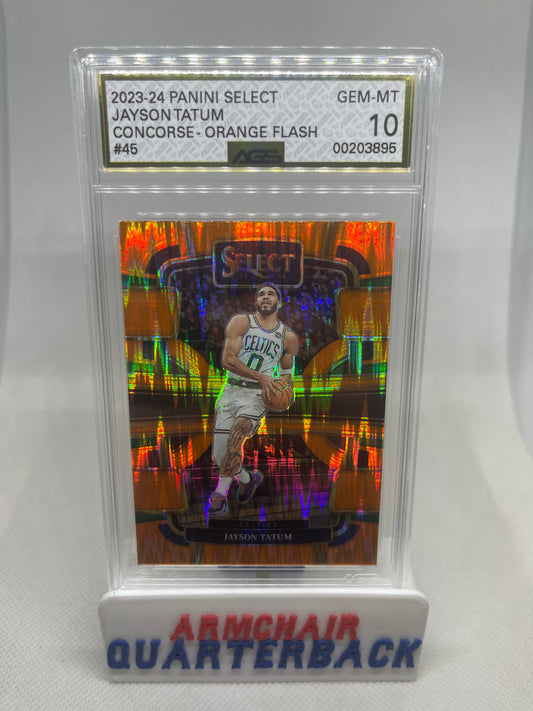 2023-24 PANINI SELECT GEM-MT
JAYSON TATUM
CONCORSE - ORANGE FLASH 10
#45 AGS 00203895
SELECT
CELTICS
0
CELTICS
JAYSON TATUM
ARMCHAIR
QUARTERBACK